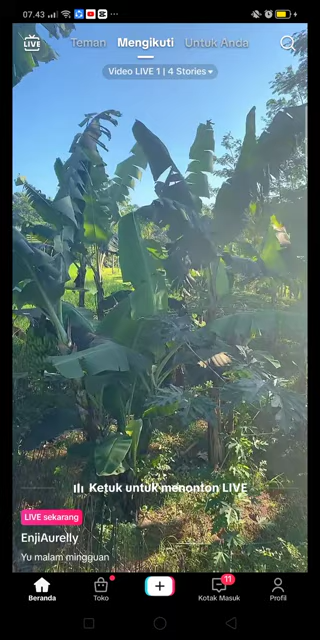 07.43
LIVE
Teman Mengikuti Untuk Anda
Video LIVE 1 | 4 Stories
Ketuk untuk menonton LIVE
LIVE sekarang
EnjiAurelly
Yu malam mingguan
11
Beranda Toko Kotak Masuk Profil